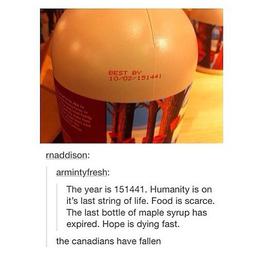 BEST BY
10/02/151441
rnaddison:
armintyfresh:
The year is 151441. Humanity is on
it's last string of life. Food is scarce.
The last bottle of maple syrup has
expired. Hope is dying fast.
the canadians have fallen